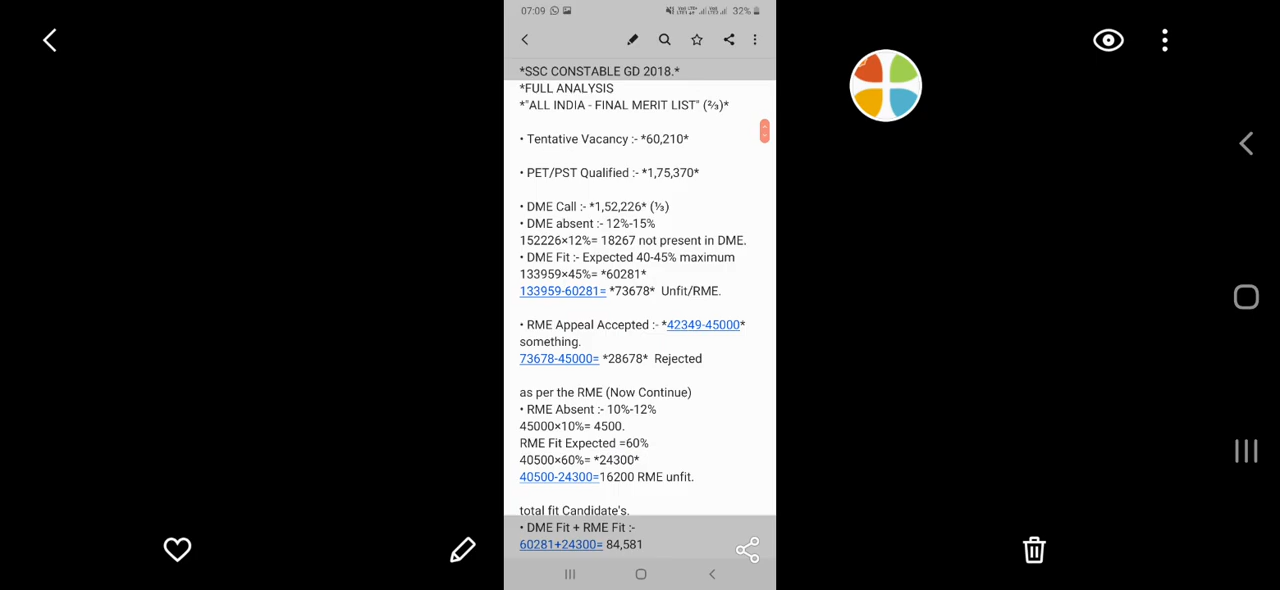 07:09 32%
*SSC CONSTABLE GD 2018.*
*FULL ANALYSIS
*"ALL INDIA - FINAL MERIT LIST" (⅔)*
• Tentative Vacancy :- *60,210*
• PET/PST Qualified :- *1,75,370*
• DME Call :- *1,52,226* (⅓)
• DME absent :- 12%-15%
152226×12%= 18267 not present in DME.
• DME Fit :- Expected 40-45% maximum
133959×45%= *60281*
133959-60281= *73678*  Unfit/RME.
• RME Appeal Accepted :- *42349-45000*
something.
73678-45000= *28678*  Rejected
as per the RME (Now Continue)
• RME Absent :- 10%-12%
45000×10%= 4500.
RME Fit Expected =60%
40500×60%= *24300*
40500-24300=16200 RME unfit.
total fit Candidate's.
• DME Fit + RME Fit :-
60281+24300= 84,581